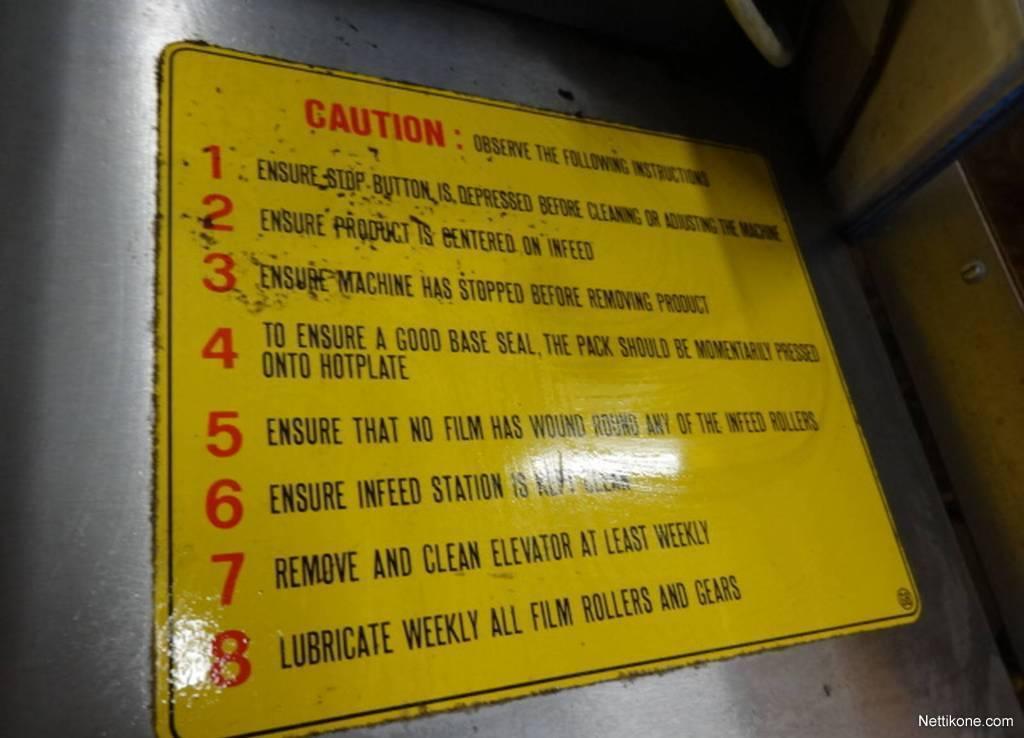 CAUTION : OBSERVE THE FOLLOWING INSTRUCTIONS
1 ENSURE STOP BUTTON IS DEPRESSED BEFORE CLEANING OR ADJUSTING THE MACHINE
2 ENSURE PRODUCT IS CENTERED ON INFEED
3 ENSURE MACHINE HAS STOPPED BEFORE REMOVING PRODUCT
4 TO ENSURE A GOOD BASE SEAL, THE PACK SHOULD BE MOMENTARILY PRESSED
ONTO HOTPLATE
5 ENSURE THAT NO FILM HAS WOUND ROUND ANY OF THE INFEED ROLLERS
6 ENSURE INFEED STATION IS KEPT CLEAN
7 REMOVE AND CLEAN ELEVATOR AT LEAST WEEKLY
8 LUBRICATE WEEKLY ALL FILM ROLLERS AND GEARS
Nettikone.com